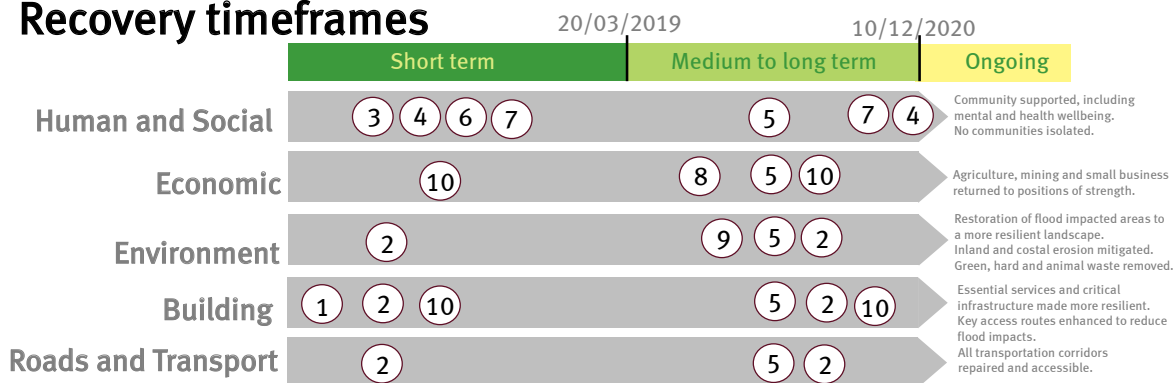 Recovery timeframes
20/03/2019
10/12/2020
Short term
Medium to long term
Ongoing
Human and Social
3 4 6 7 5 7 4
Community supported, including
mental and health wellbeing.
No communities isolated.
Economic
10 8 5 10
Agriculture, mining and small business
returned to positions of strength.
Environment
2 9 5 2
Restoration of flood impacted areas to
a more resilient landscape.
Inland and costal erosion mitigated.
Green, hard and animal waste removed.
Building
1 2 10 5 2 10
Essential services and critical
infrastructure made more resilient.
Key access routes enhanced to reduce
flood impacts.
Roads and Transport
2 5 2
All transportation corridors
repaired and accessible.